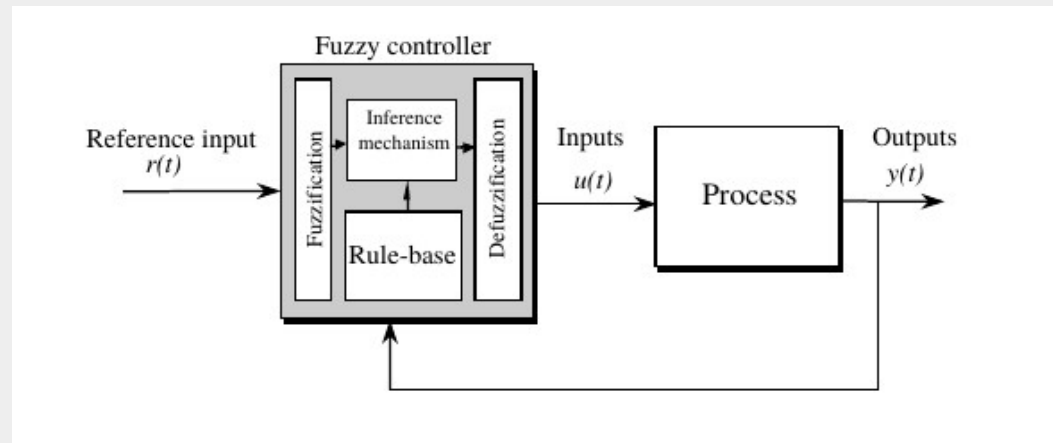 Fuzzy controller
Reference input
r(t)
Fuzzification
Inference
mechanism
Rule-base
Defuzzification
Inputs
u(t)
Process
Outputs
y(t)